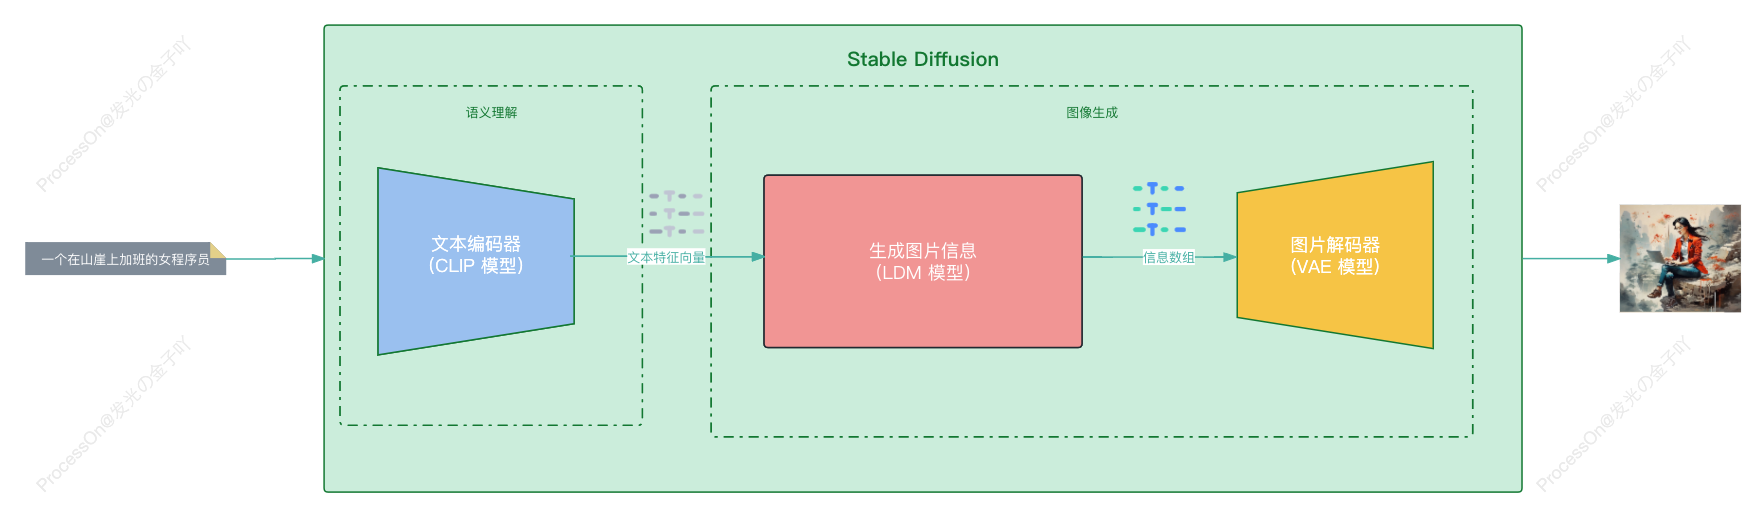 Stable Diffusion
语义理解
图像生成
一个在山崖上加班的女程序员
文本编码器
(CLIP 模型)
文本特征向量
生成图片信息
(LDM 模型)
信息数组
图片解码器
(VAE 模型)
ProcessOn@发光の金子吖
ProcessOn@发光の金子吖
ProcessOn@发光の金子吖
ProcessOn@发光の金子吖